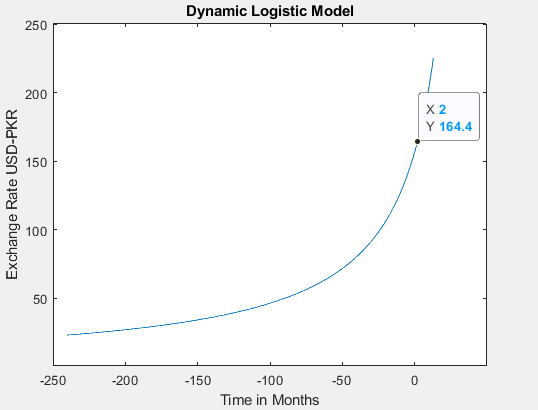 Dynamic Logistic Model
250
200
150
100
50
Exchange Rate USD-PKR
X 2
Y 164.4
-250 -200 -150 -100 -50 0
Time in Months